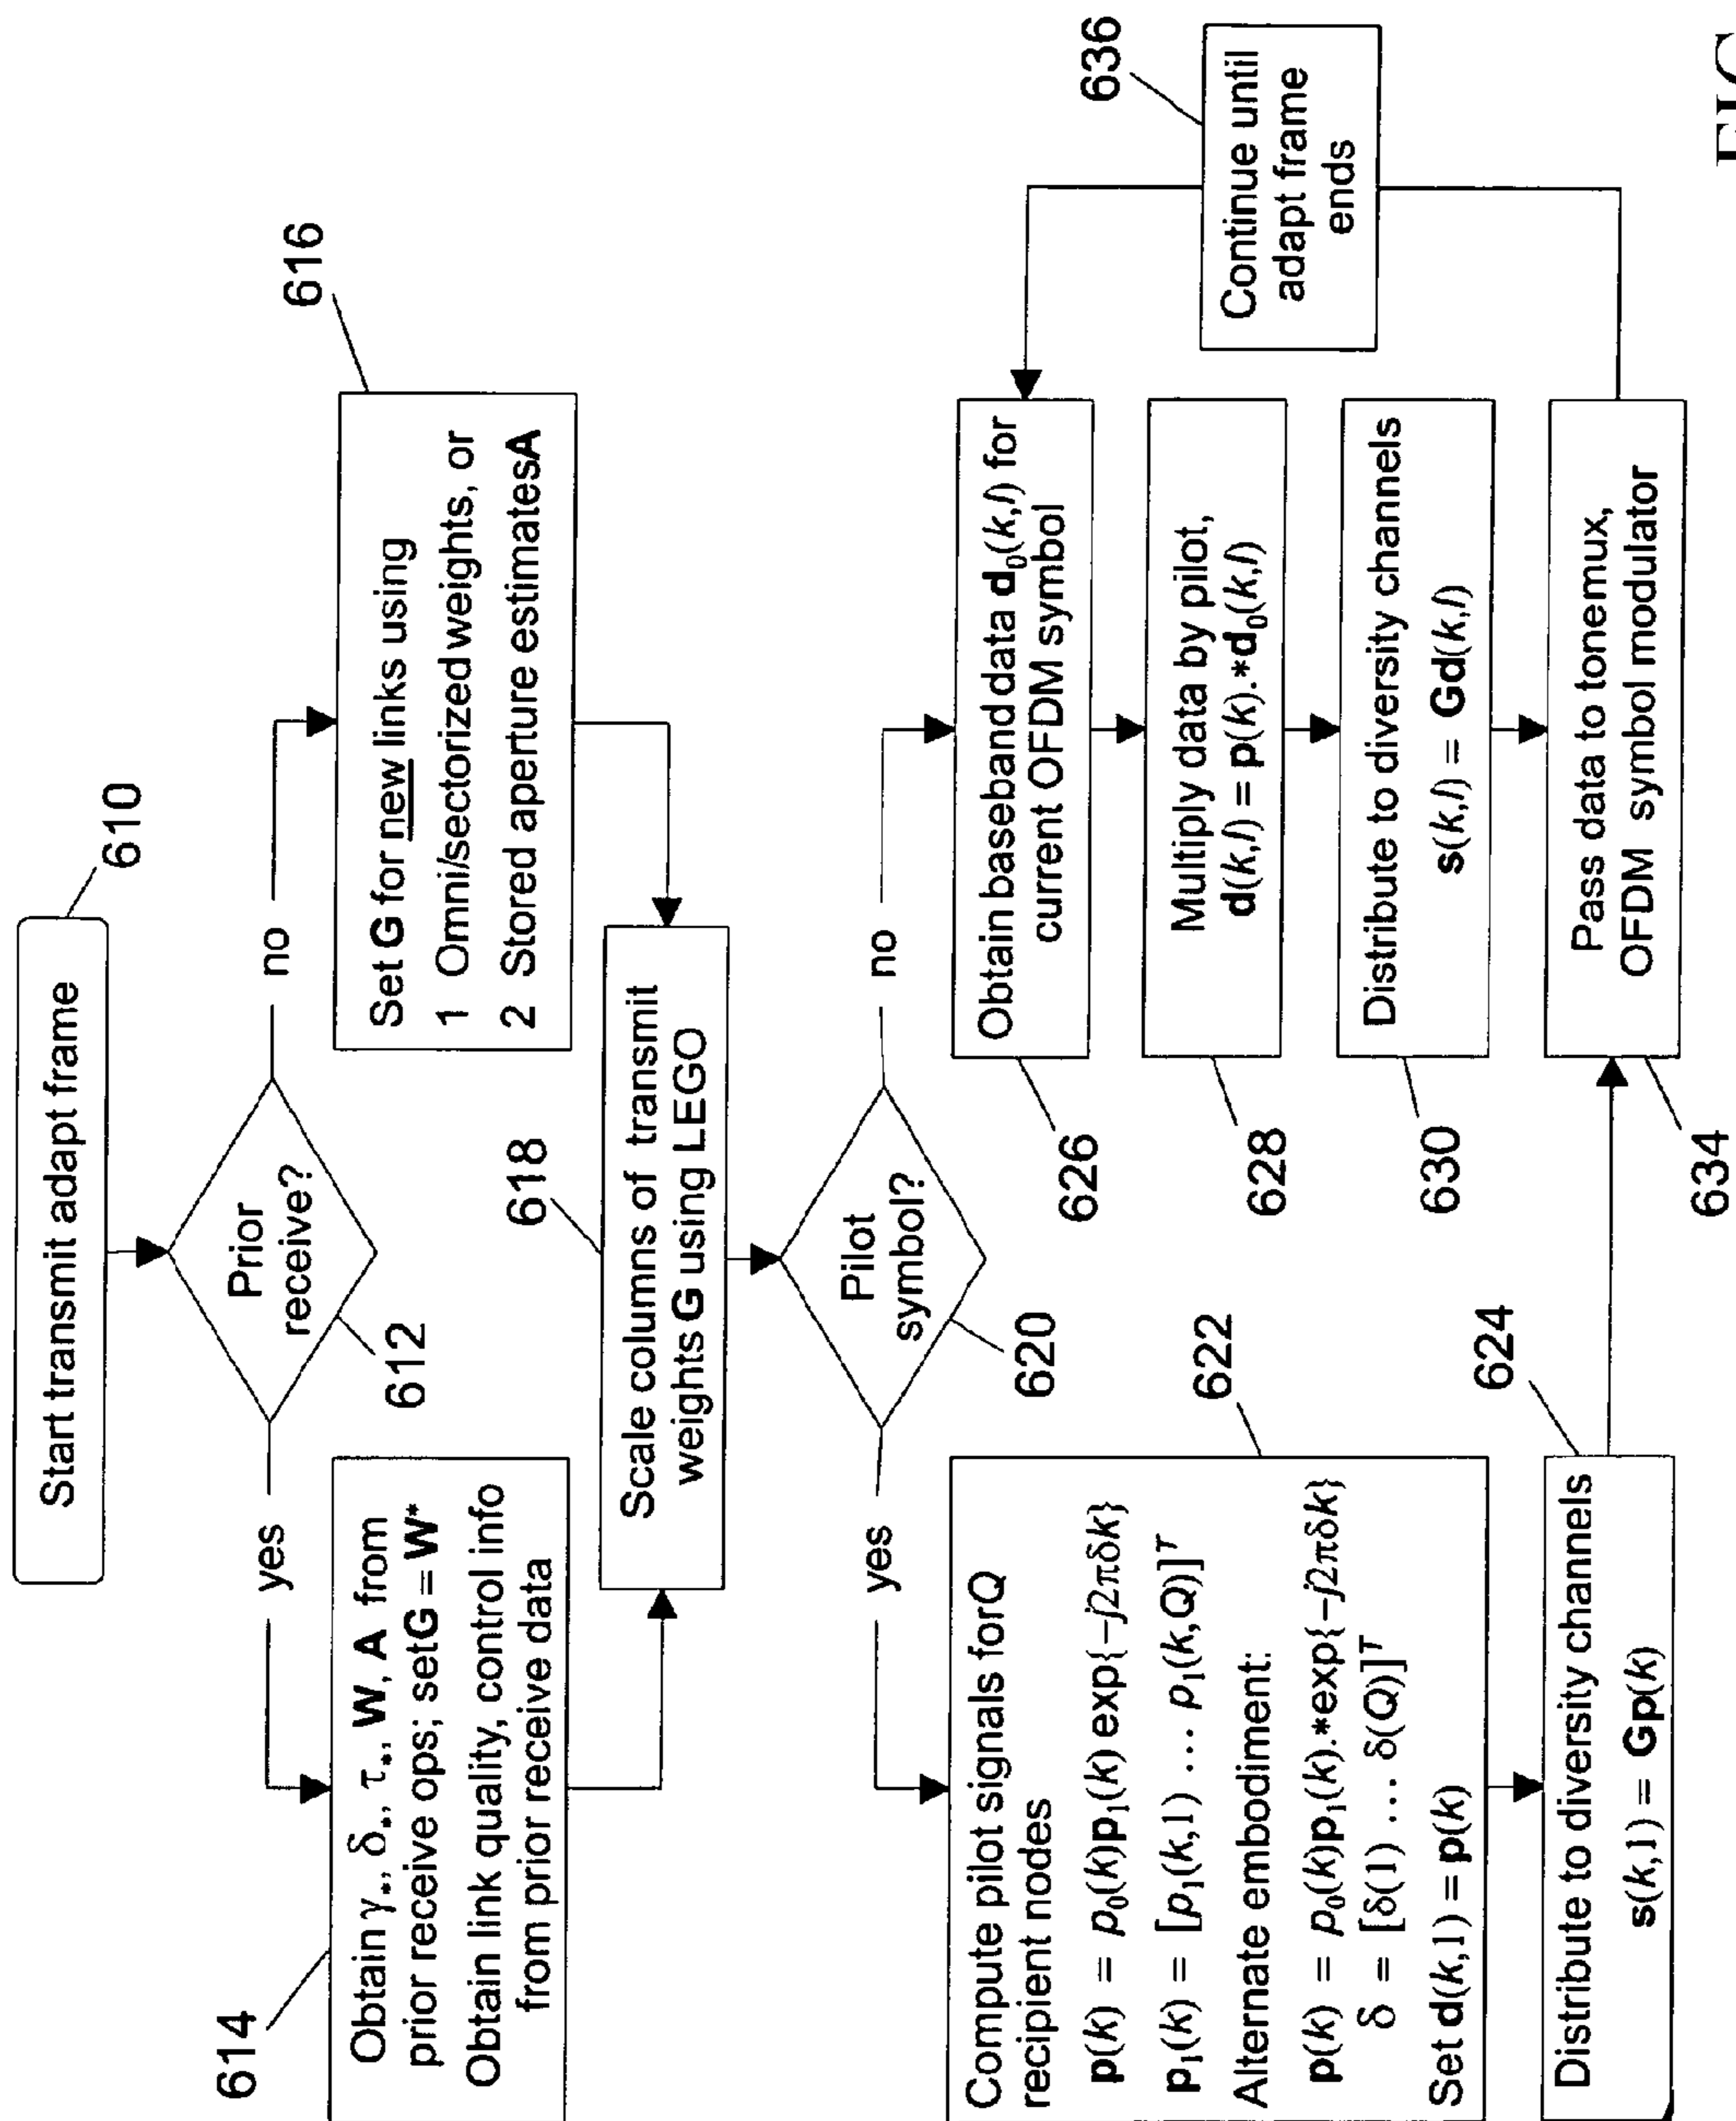 Start transmit adapt frame
610
Prior
receive?
612
yes
no
614
Obtain γ*, δ*, τ*, W, A from
prior receive ops; setG = W*
Obtain link quality, control info
from prior receive data
616
Set G for new links using
1 Omni/sectorized weights, or
2 Stored aperture estimatesA
618
Scale columns of transmit
weights G using LEGO
Pilot
symbol?
620
yes
no
622
Compute pilot signals forQ
recipient nodes
p(k) = p₀(k)p₁(k) exp{−j2πδk}
p₁(k) = [p₁(k,1) … p₁(k,Q)]ᵀ
Alternate embodiment:
p(k) = p₀(k)p₁(k).*exp{−j2πδk}
δ = [δ(1) … δ(Q)]ᵀ
Set d(k,1) = p(k)
624
Distribute to diversity channels
s(k,1) = Gp(k)
Obtain baseband data d₀(k,l) for
current OFDM symbol
626
Multiply data by pilot,
d(k,l) = p(k).*d₀(k,l)
628
Distribute to diversity channels
s(k,l) = Gd(k,l)
630
Pass data to tonemux,
OFDM symbol modulator
634
636
Continue until
adapt frame
ends
FIG